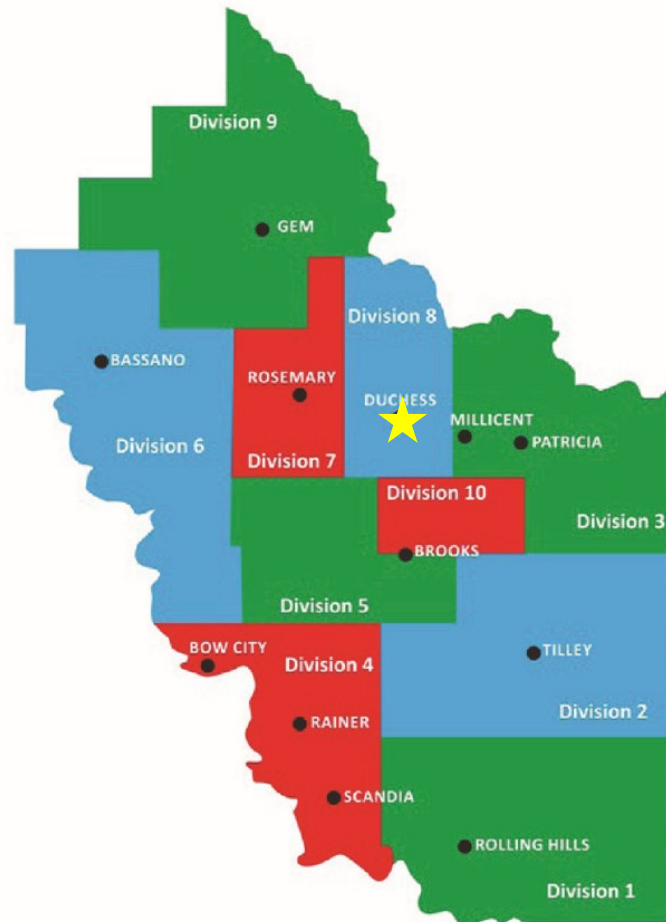 Division 9
GEM
Division 8
BASSANO
ROSEMARY
DUCHESS
MILLICENT
PATRICIA
Division 6
Division 7
Division 10
Division 3
BROOKS
Division 5
BOW CITY
Division 4
TILLEY
Division 2
RAINER
SCANDIA
ROLLING HILLS
Division 1